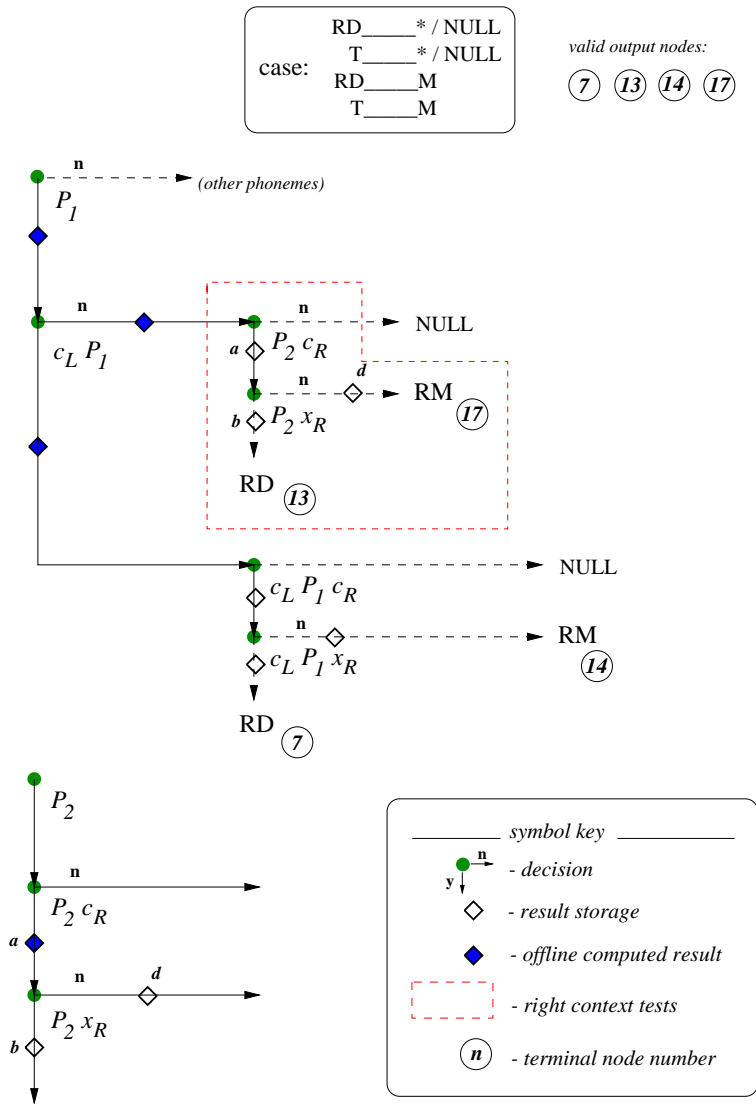 RD_____* / NULL
T_____* / NULL
case:
RD_____M
T_____M
valid output nodes:
7 13 14 17
n
(other phonemes)
P1
n
n
NULL
cL P1
a
P2 cR
n
d
RM
17
b
P2 xR
RD
13
NULL
cL P1 cR
n
RM
cL P1 xR
14
RD
7
P2
n
P2 cR
a
n
d
P2 xR
b
symbol key
n
y
- decision
- result storage
- offline computed result
- right context tests
n - terminal node number